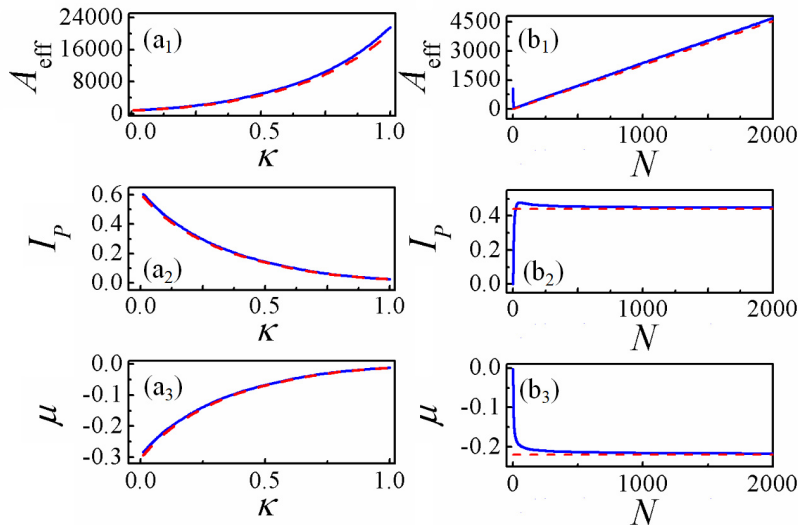 24000
16000
8000
0
A_eff
(a₁)
0.0 0.5 1.0
κ
4500
3000
1500
0
A_eff
(b₁)
0 1000 2000
N
0.6
0.4
0.2
0.0
I_P
(a₂)
0.0 0.5 1.0
κ
0.4
0.2
0.0
I_P
(b₂)
0 1000 2000
N
0.0
-0.1
-0.2
-0.3
μ
(a₃)
0.0 0.5 1.0
κ
0.0
-0.1
-0.2
μ
(b₃)
0 1000 2000
N